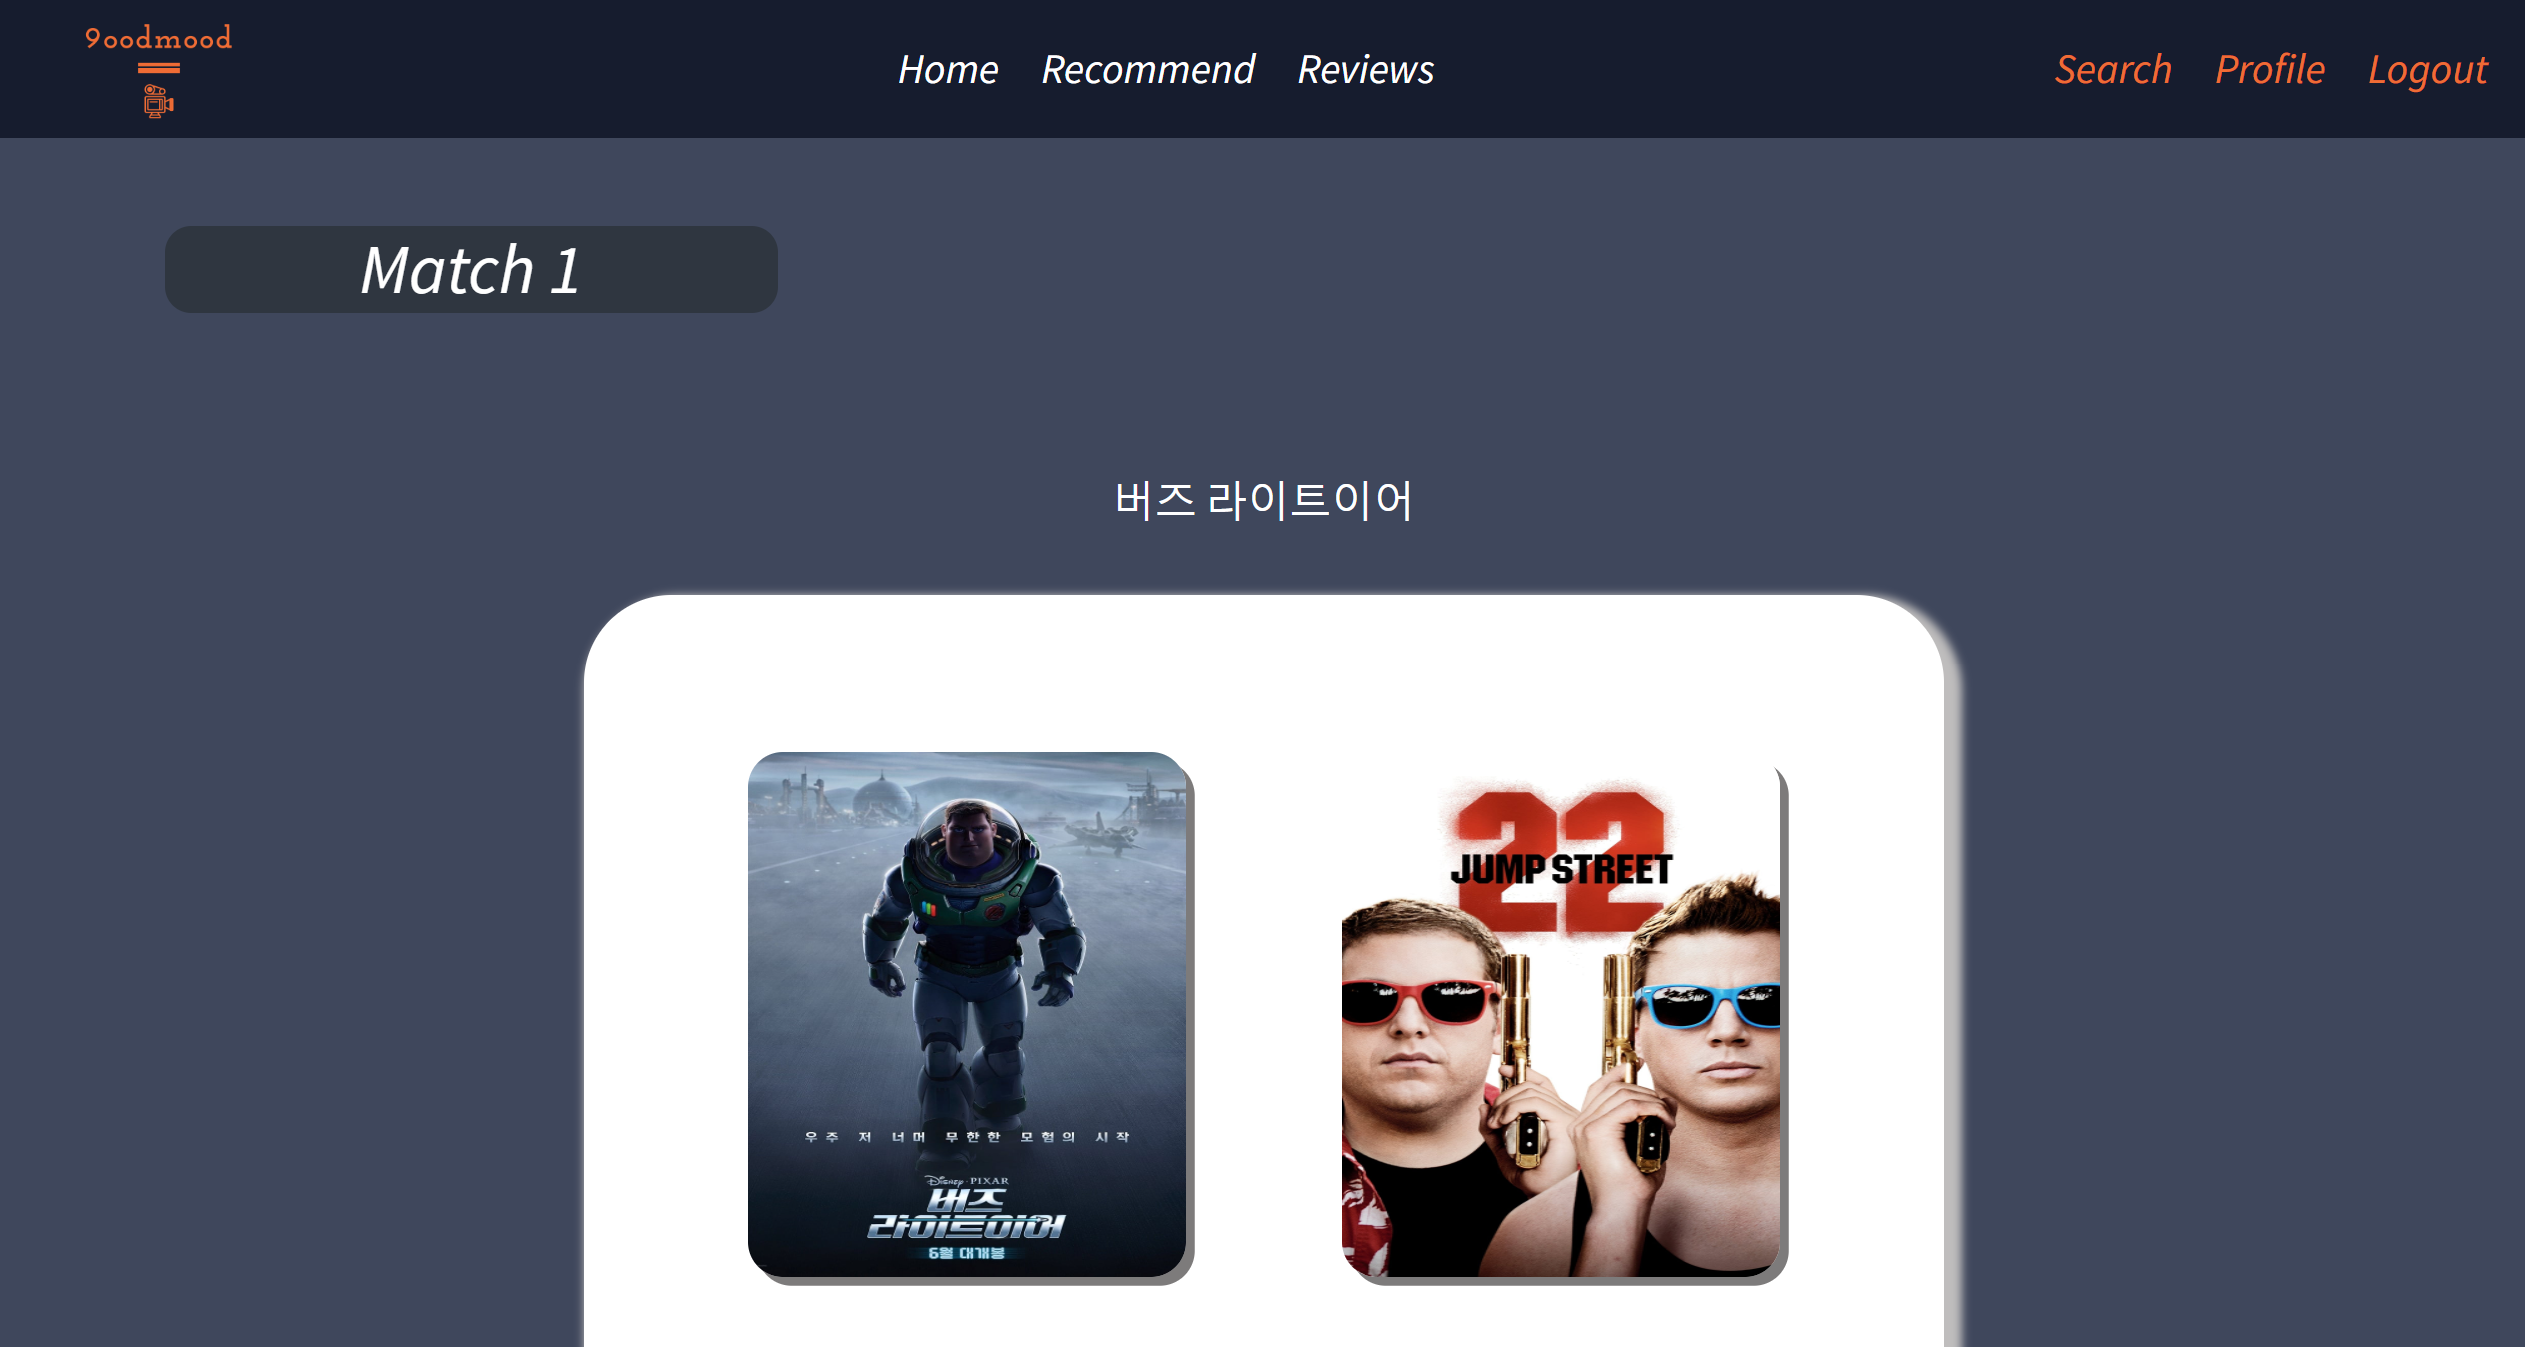 9oodmood
Home Recommend Reviews
Search Profile Logout
Match 1
버즈 라이트이어
우주 저 너머 무한한 모험의 시작
Disney · PIXAR
버즈
라이트이어
6월 대개봉
22
JUMP STREET